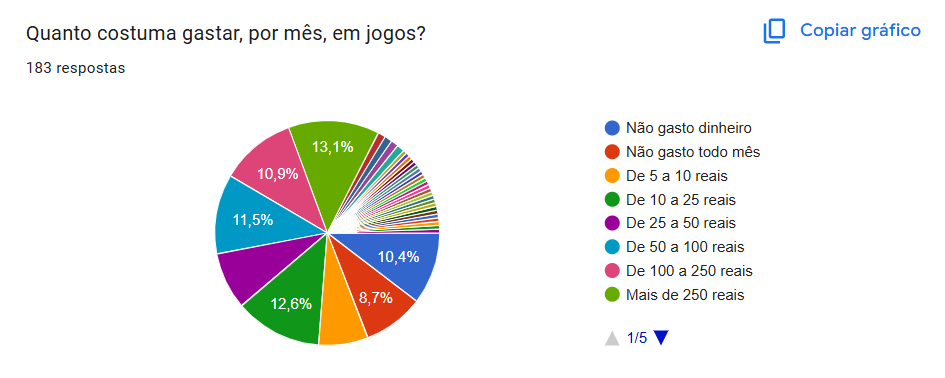 Quanto costuma gastar, por mês, em jogos?
Copiar gráfico
183 respostas
13,1%
10,9%
11,5%
12,6%
8,7%
10,4%
Não gasto dinheiro
Não gasto todo mês
De 5 a 10 reais
De 10 a 25 reais
De 25 a 50 reais
De 50 a 100 reais
De 100 a 250 reais
Mais de 250 reais
1/5